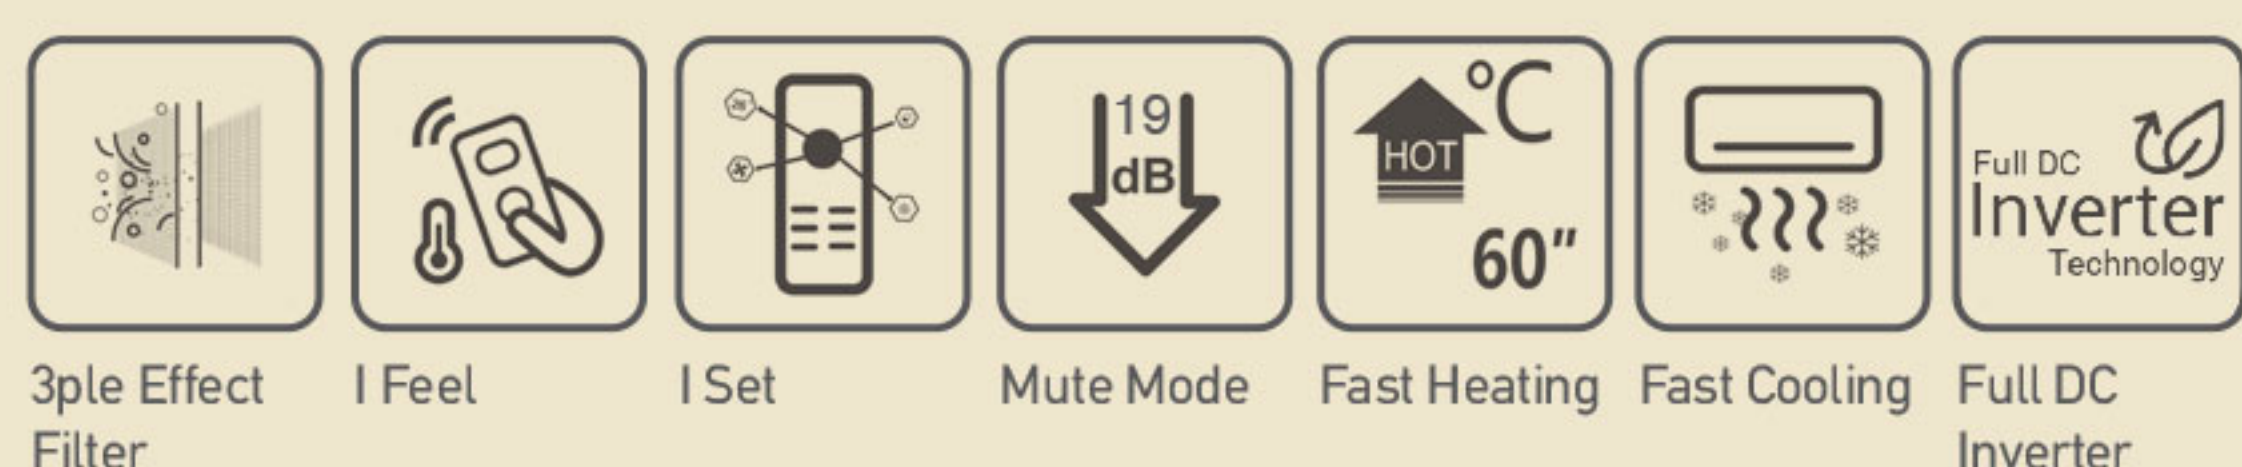 19
dB
°C
HOT
60"
Full DC
Inverter
Technology
3ple Effect
Filter
I Feel
I Set
Mute Mode
Fast Heating
Fast Cooling
Full DC
Inverter